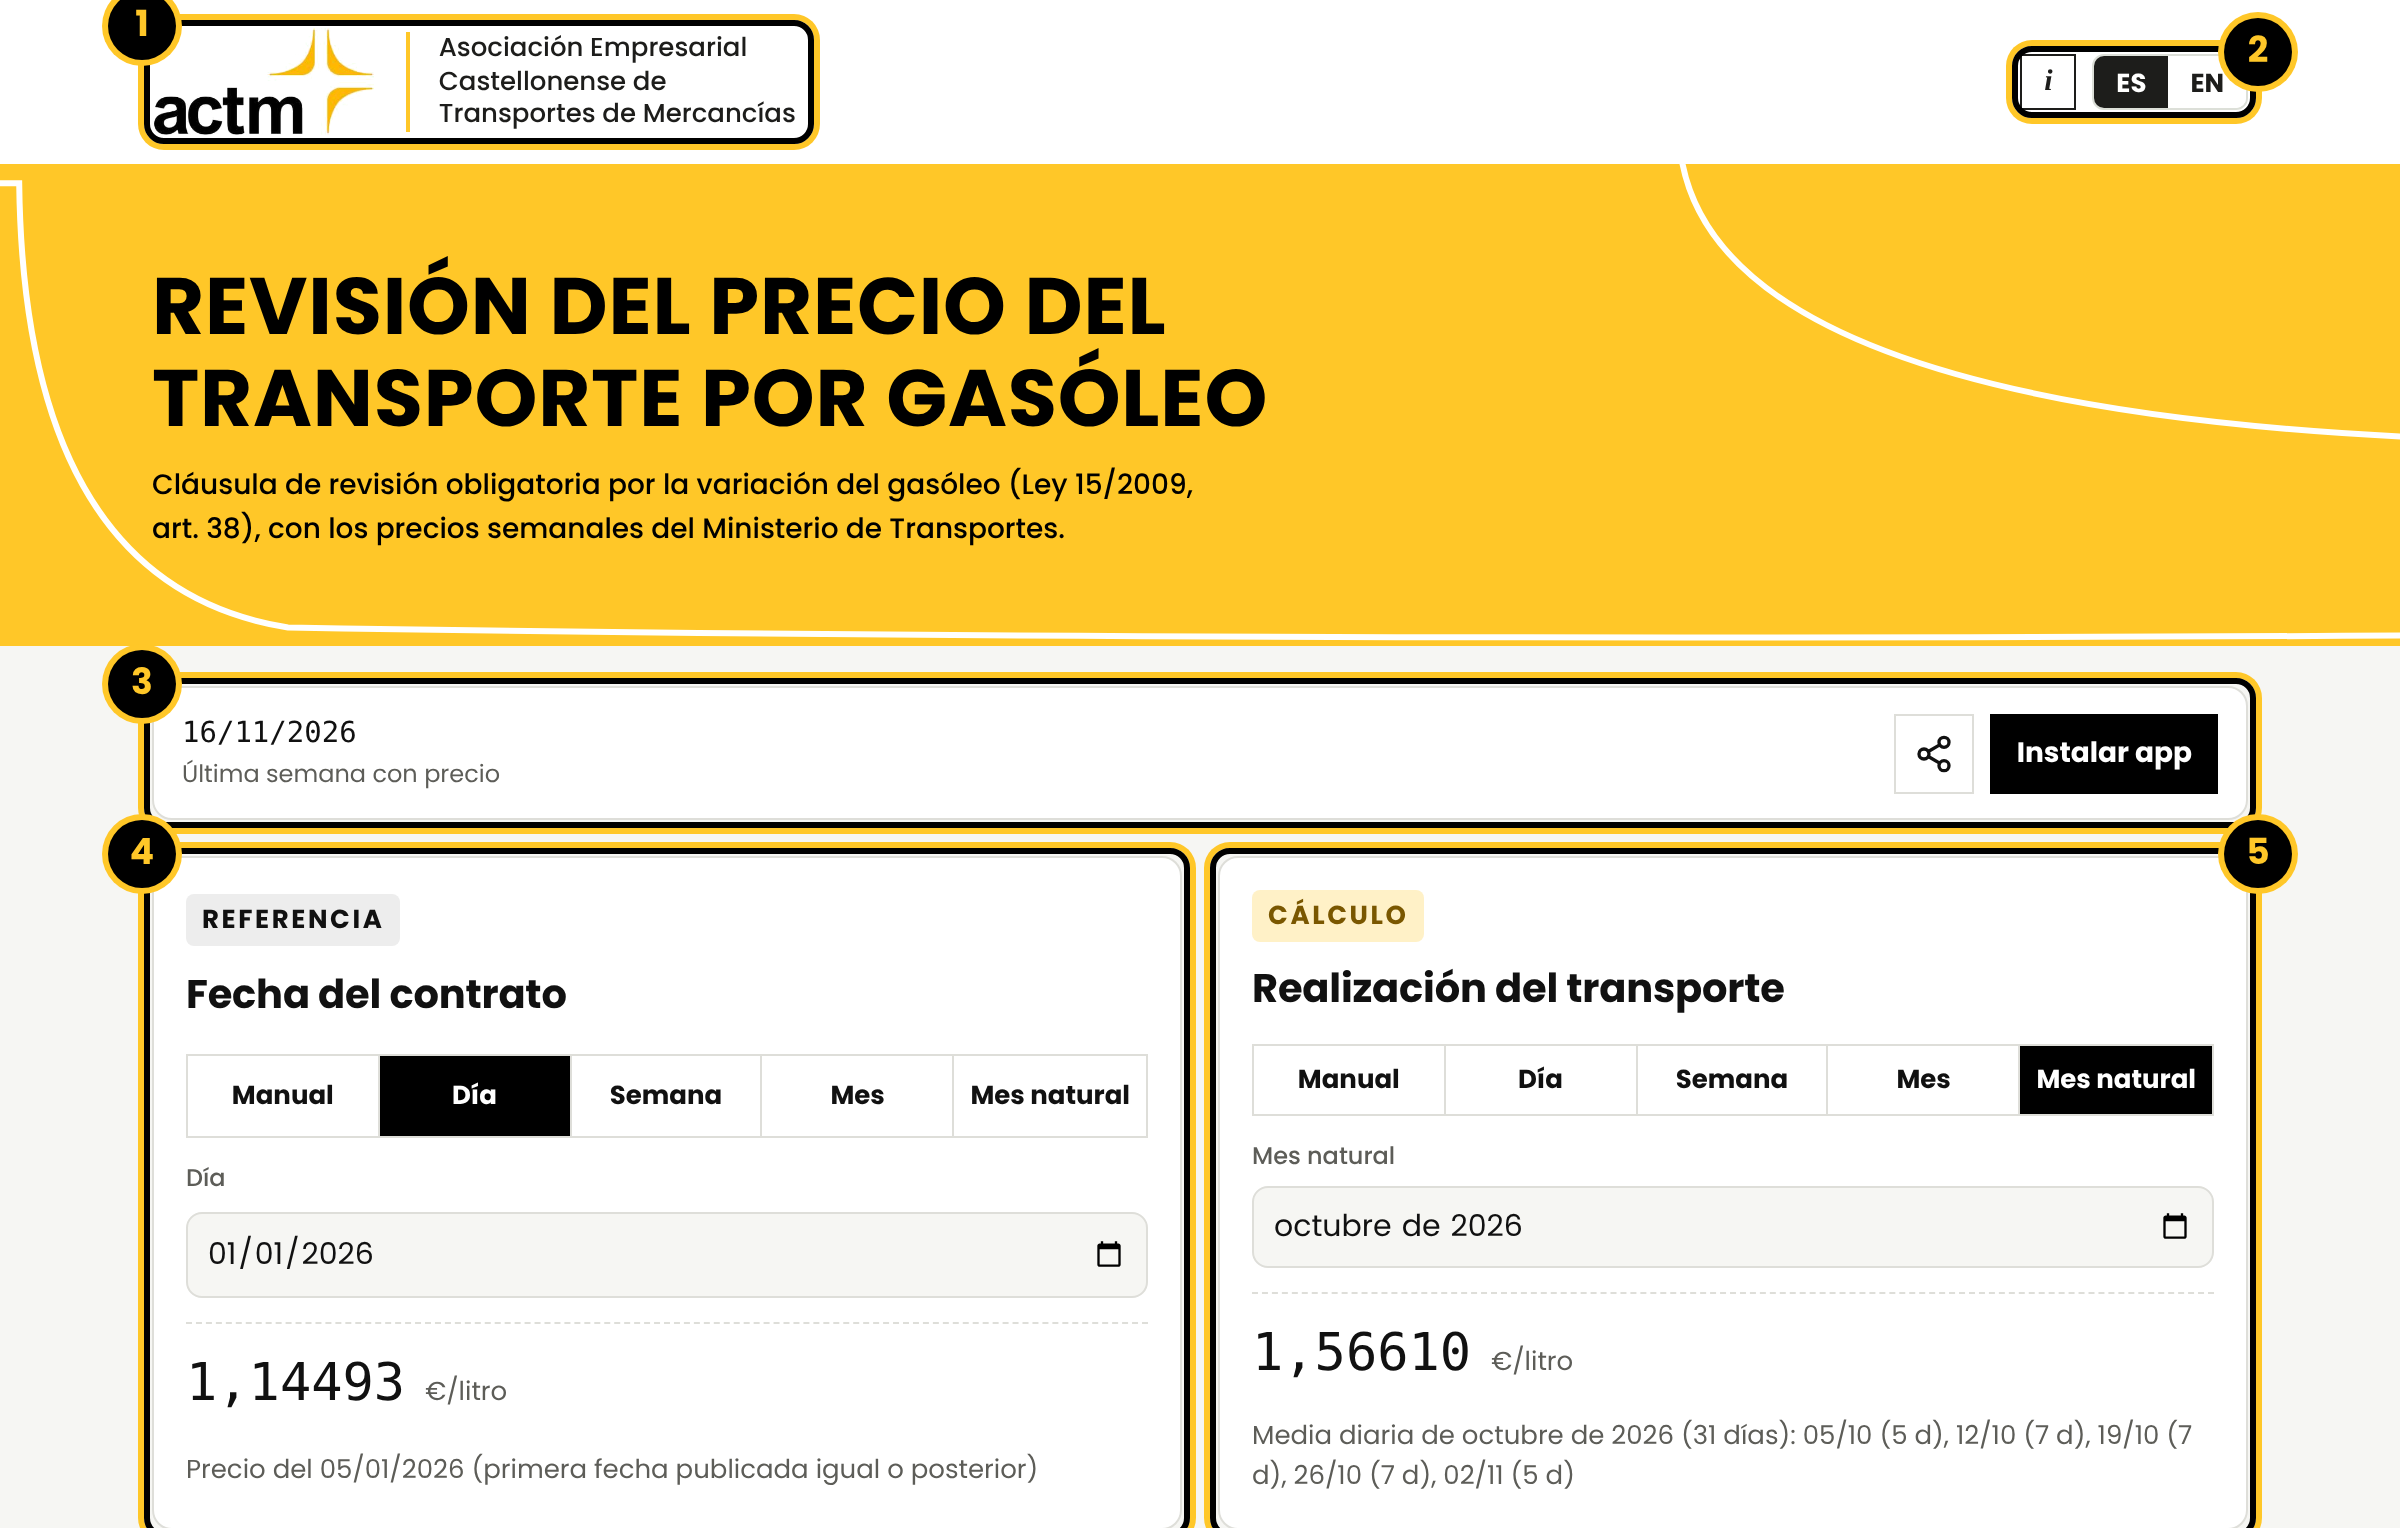 1
actm
Asociación Empresarial
Castellonense de
Transportes de Mercancías
i
ES
EN
2
REVISIÓN DEL PRECIO DEL
TRANSPORTE POR GASÓLEO
Cláusula de revisión obligatoria por la variación del gasóleo (Ley 15/2009,
art. 38), con los precios semanales del Ministerio de Transportes.
3
16/11/2026
Última semana con precio
Instalar app
4
REFERENCIA
Fecha del contrato
Manual
Día
Semana
Mes
Mes natural
Día
01/01/2026
1,14493 €/litro
Precio del 05/01/2026 (primera fecha publicada igual o posterior)
5
CÁLCULO
Realización del transporte
Manual
Día
Semana
Mes
Mes natural
Mes natural
octubre de 2026
1,56610 €/litro
Media diaria de octubre de 2026 (31 días): 05/10 (5 d), 12/10 (7 d), 19/10 (7
d), 26/10 (7 d), 02/11 (5 d)